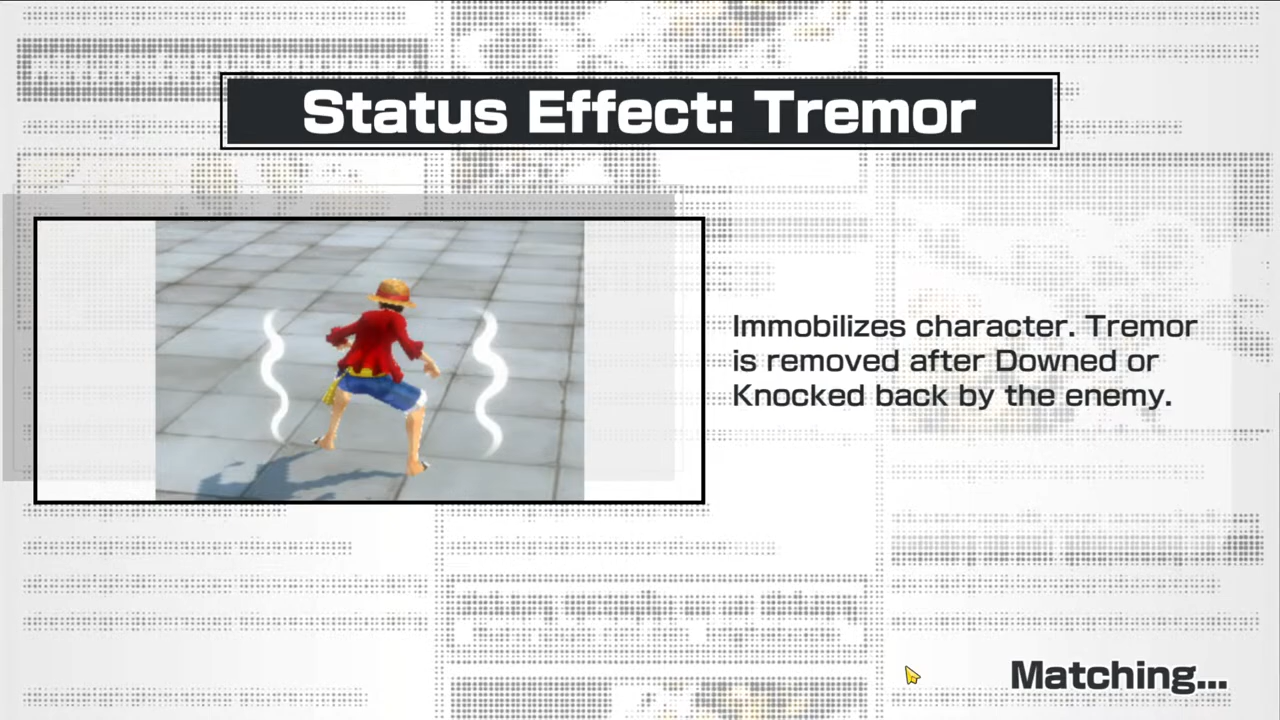 Status Effect: Tremor
Immobilizes character. Tremor
is removed after Downed or
Knocked back by the enemy.
Matching...